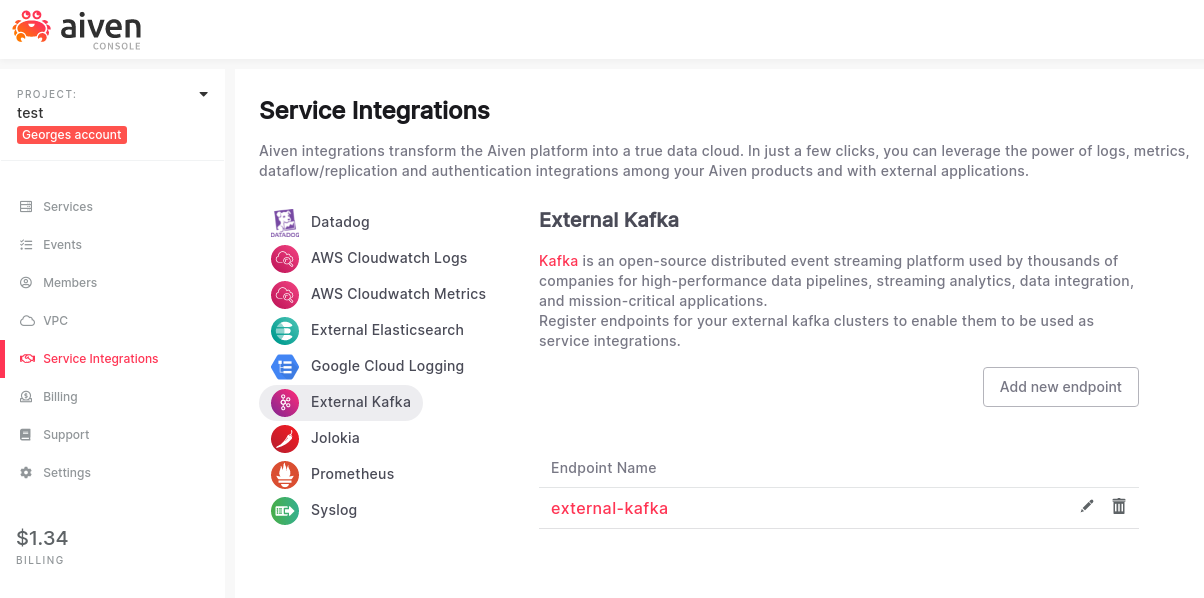 aiven
CONSOLE
PROJECT:
test
Georges account
Services
Events
Members
VPC
Service Integrations
Billing
Support
Settings
$1.34
BILLING
Service Integrations
Aiven integrations transform the Aiven platform into a true data cloud. In just a few clicks, you can leverage the power of logs, metrics,
dataflow/replication and authentication integrations among your Aiven products and with external applications.
DATADOG
Datadog
AWS Cloudwatch Logs
AWS Cloudwatch Metrics
External Elasticsearch
Google Cloud Logging
External Kafka
Jolokia
Prometheus
Syslog
External Kafka
Kafka is an open-source distributed event streaming platform used by thousands of
companies for high-performance data pipelines, streaming analytics, data integration,
and mission-critical applications.
Register endpoints for your external kafka clusters to enable them to be used as
service integrations.
Add new endpoint
Endpoint Name
external-kafka